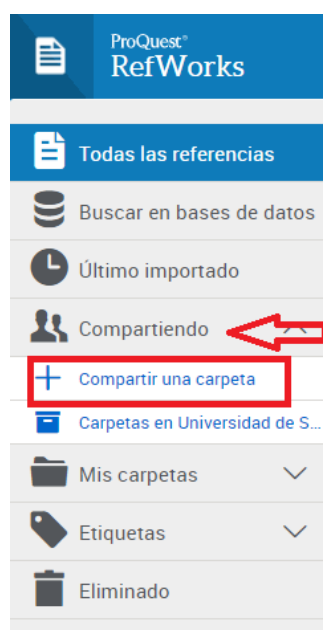 ProQuest®
RefWorks
Todas las referencias
Buscar en bases de datos
Último importado
Compartiendo
Compartir una carpeta
Carpetas en Universidad de S...
Mis carpetas
Etiquetas
Eliminado